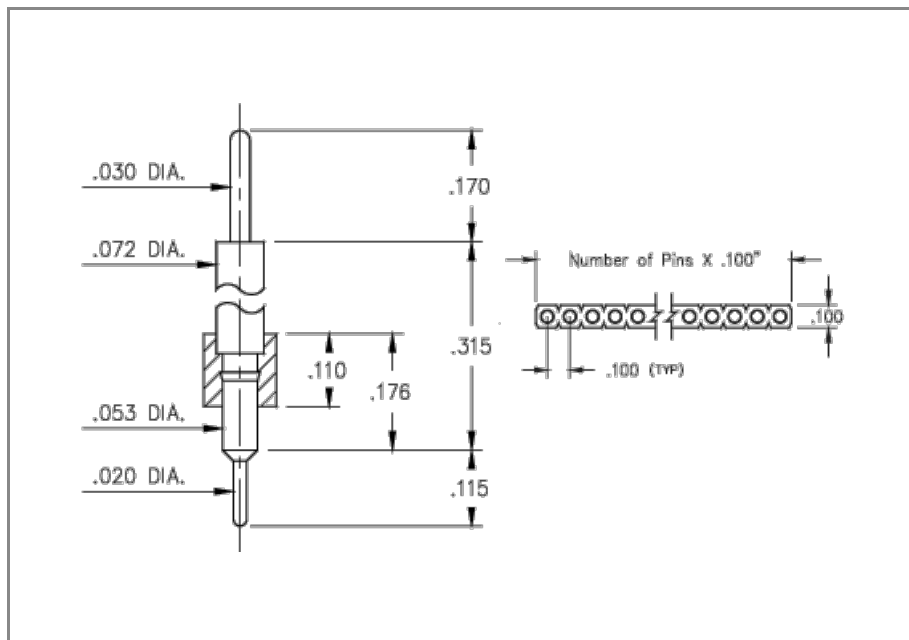 .030 DIA.
.170
.072 DIA.
Number of Pins X .100"
.315
.100
.110
.100 (TYP)
.176
.053 DIA.
.020 DIA.
.115